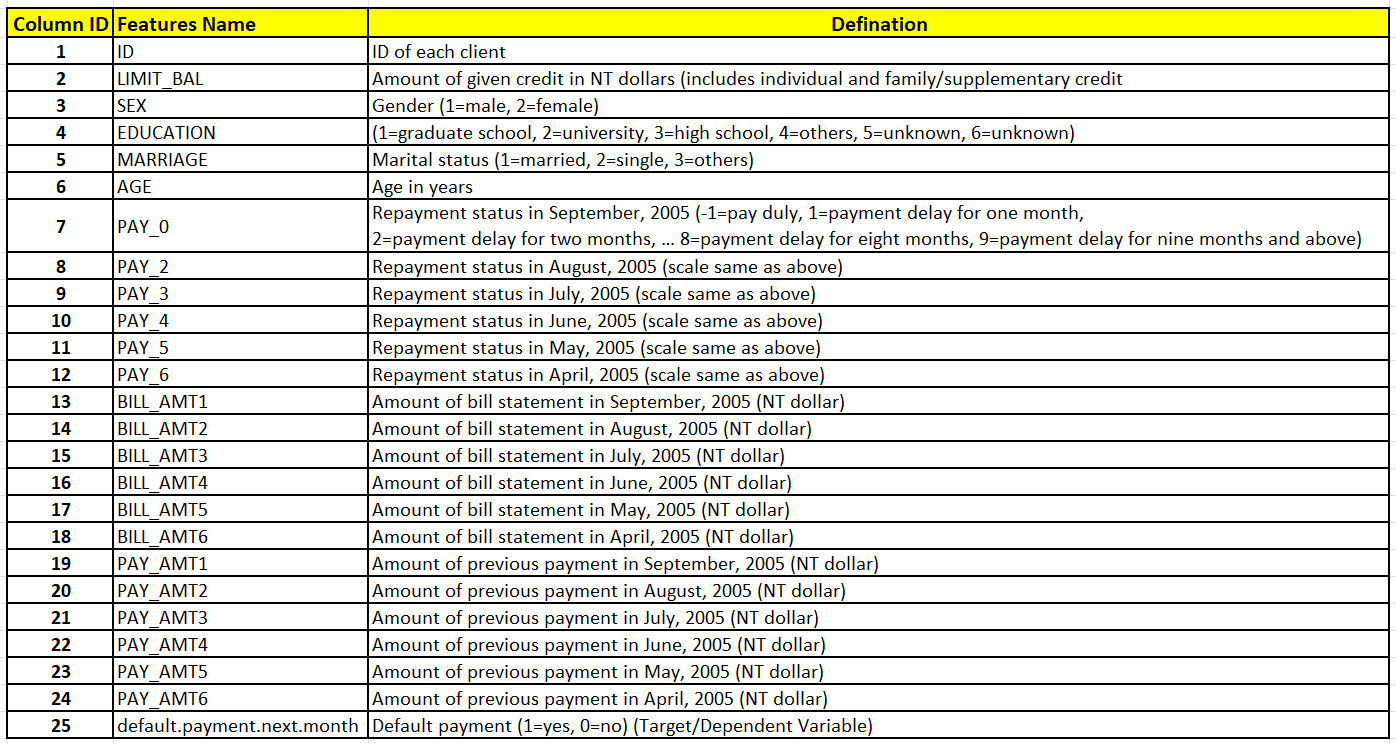 Column ID Features Name Defination
1 ID ID of each client
2 LIMIT_BAL Amount of given credit in NT dollars (includes individual and family/supplementary credit
3 SEX Gender (1=male, 2=female)
4 EDUCATION (1=graduate school, 2=university, 3=high school, 4=others, 5=unknown, 6=unknown)
5 MARRIAGE Marital status (1=married, 2=single, 3=others)
6 AGE Age in years
7 PAY_0 Repayment status in September, 2005 (-1=pay duly, 1=payment delay for one month,
2=payment delay for two months, ... 8=payment delay for eight months, 9=payment delay for nine months and above)
8 PAY_2 Repayment status in August, 2005 (scale same as above)
9 PAY_3 Repayment status in July, 2005 (scale same as above)
10 PAY_4 Repayment status in June, 2005 (scale same as above)
11 PAY_5 Repayment status in May, 2005 (scale same as above)
12 PAY_6 Repayment status in April, 2005 (scale same as above)
13 BILL_AMT1 Amount of bill statement in September, 2005 (NT dollar)
14 BILL_AMT2 Amount of bill statement in August, 2005 (NT dollar)
15 BILL_AMT3 Amount of bill statement in July, 2005 (NT dollar)
16 BILL_AMT4 Amount of bill statement in June, 2005 (NT dollar)
17 BILL_AMT5 Amount of bill statement in May, 2005 (NT dollar)
18 BILL_AMT6 Amount of bill statement in April, 2005 (NT dollar)
19 PAY_AMT1 Amount of previous payment in September, 2005 (NT dollar)
20 PAY_AMT2 Amount of previous payment in August, 2005 (NT dollar)
21 PAY_AMT3 Amount of previous payment in July, 2005 (NT dollar)
22 PAY_AMT4 Amount of previous payment in June, 2005 (NT dollar)
23 PAY_AMT5 Amount of previous payment in May, 2005 (NT dollar)
24 PAY_AMT6 Amount of previous payment in April, 2005 (NT dollar)
25 default.payment.next.month Default payment (1=yes, 0=no) (Target/Dependent Variable)